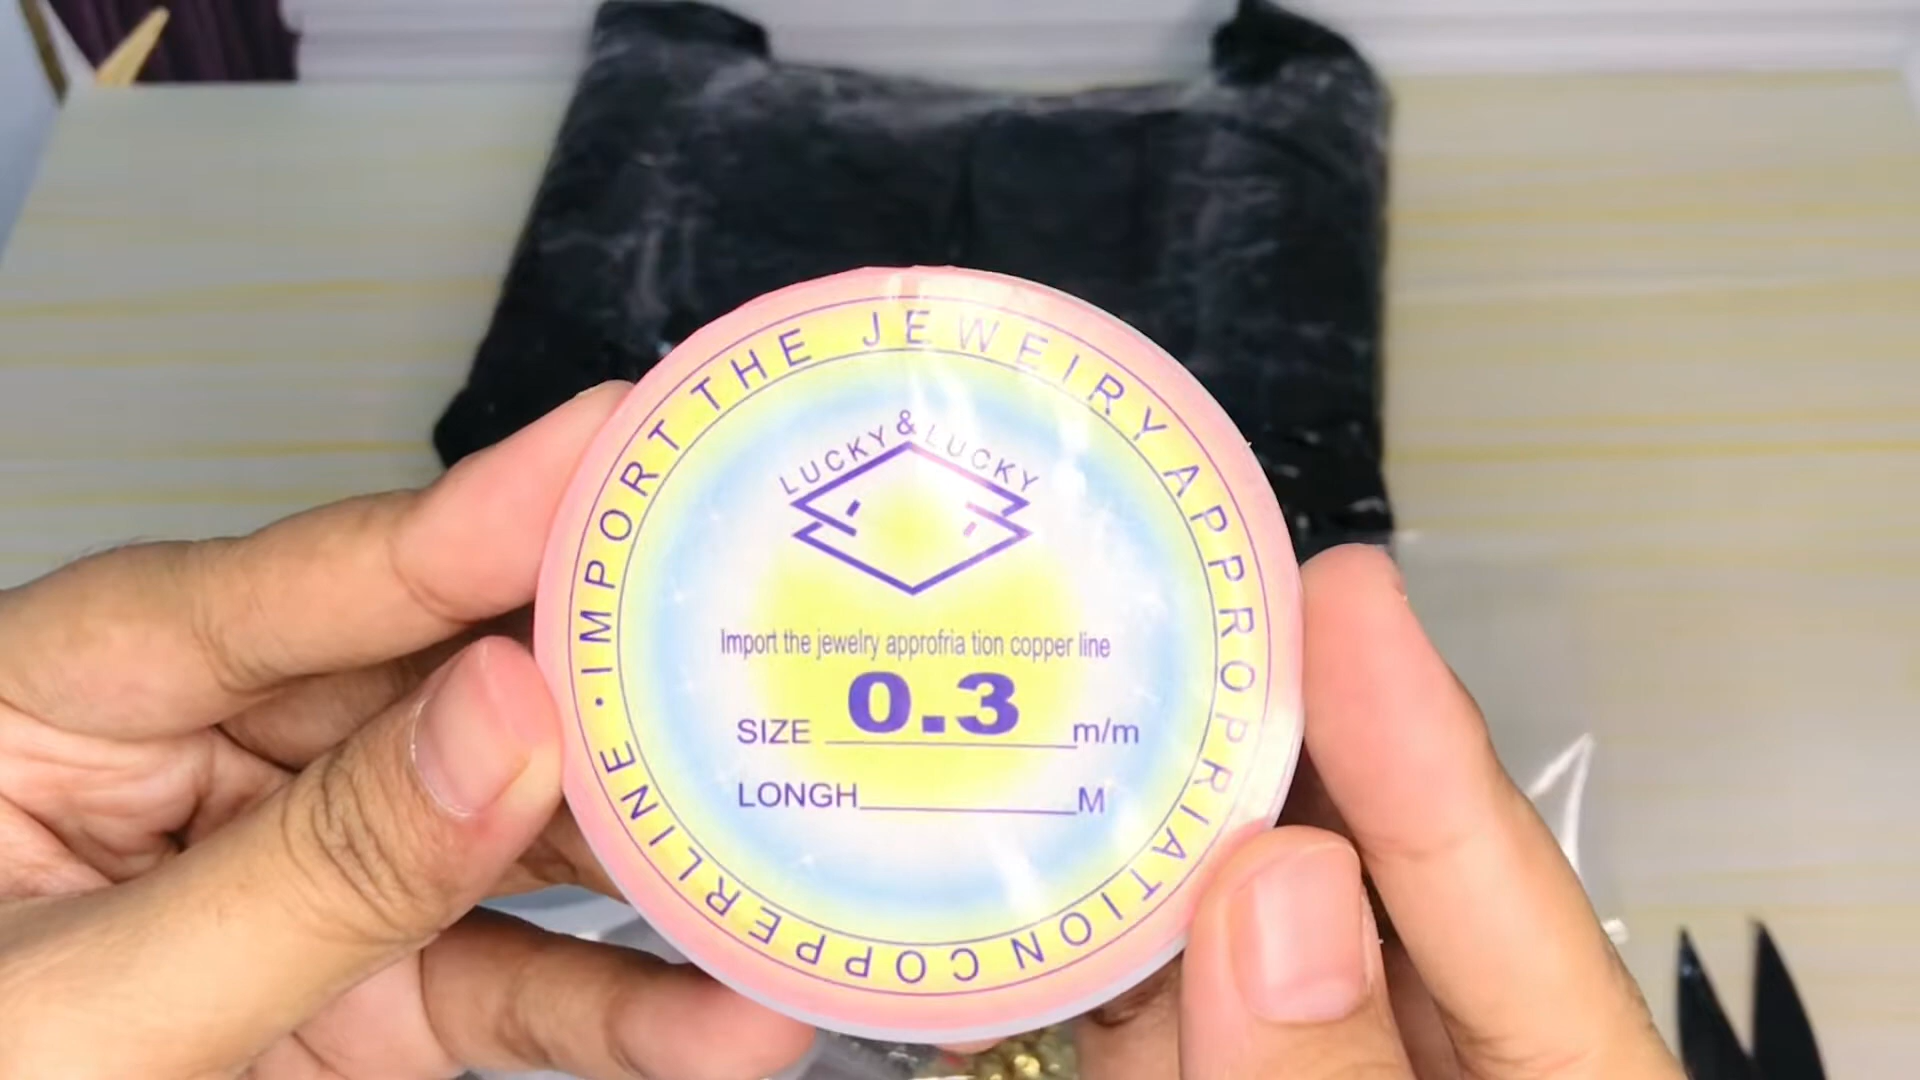 ·IMPORT THE JEWEIRY APPROPRIATION COPPERLINE
LUCKY & LUCKY
Import the jewelry approfria tion copper line
SIZE 0.3 m/m
LONGH M